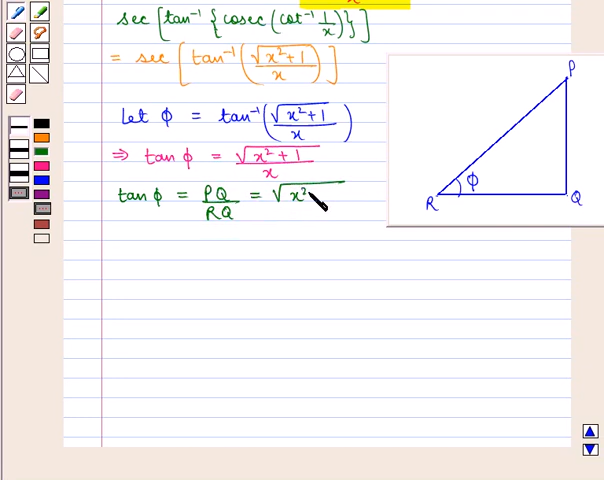 x
sec [tan⁻¹ {cosec (cot⁻¹ 1/x)}]
= sec [tan⁻¹ (√(x²+1)/x)]
Let ϕ = tan⁻¹ (√(x²+1)/x)
⇒ tan ϕ = √(x²+1)/x
tan ϕ = PQ/RQ = √x²
P
ϕ
R
Q